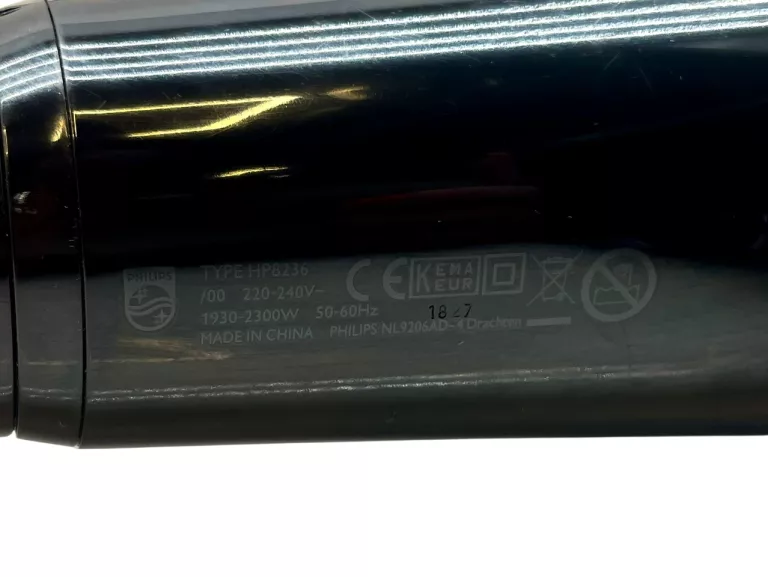 PHILIPS
TYPE HP8236
/00 220-240V~
1930-2300W 50-60Hz
MADE IN CHINA PHILIPS NL9206AD-4 Drachten
CE
KEMA
EUR